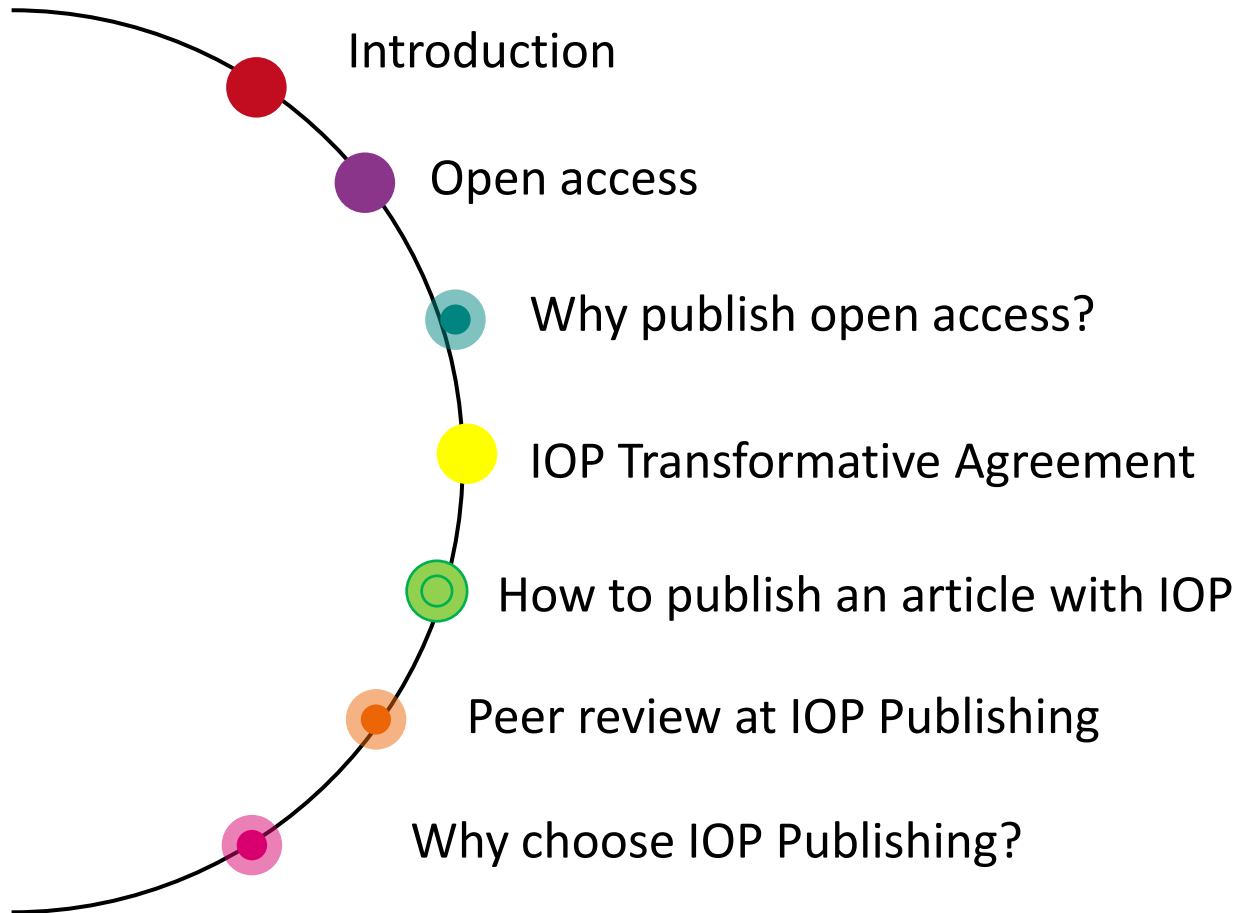 Introduction
Open access
Why publish open access?
IOP Transformative Agreement
How to publish an article with IOP
Peer review at IOP Publishing
Why choose IOP Publishing?